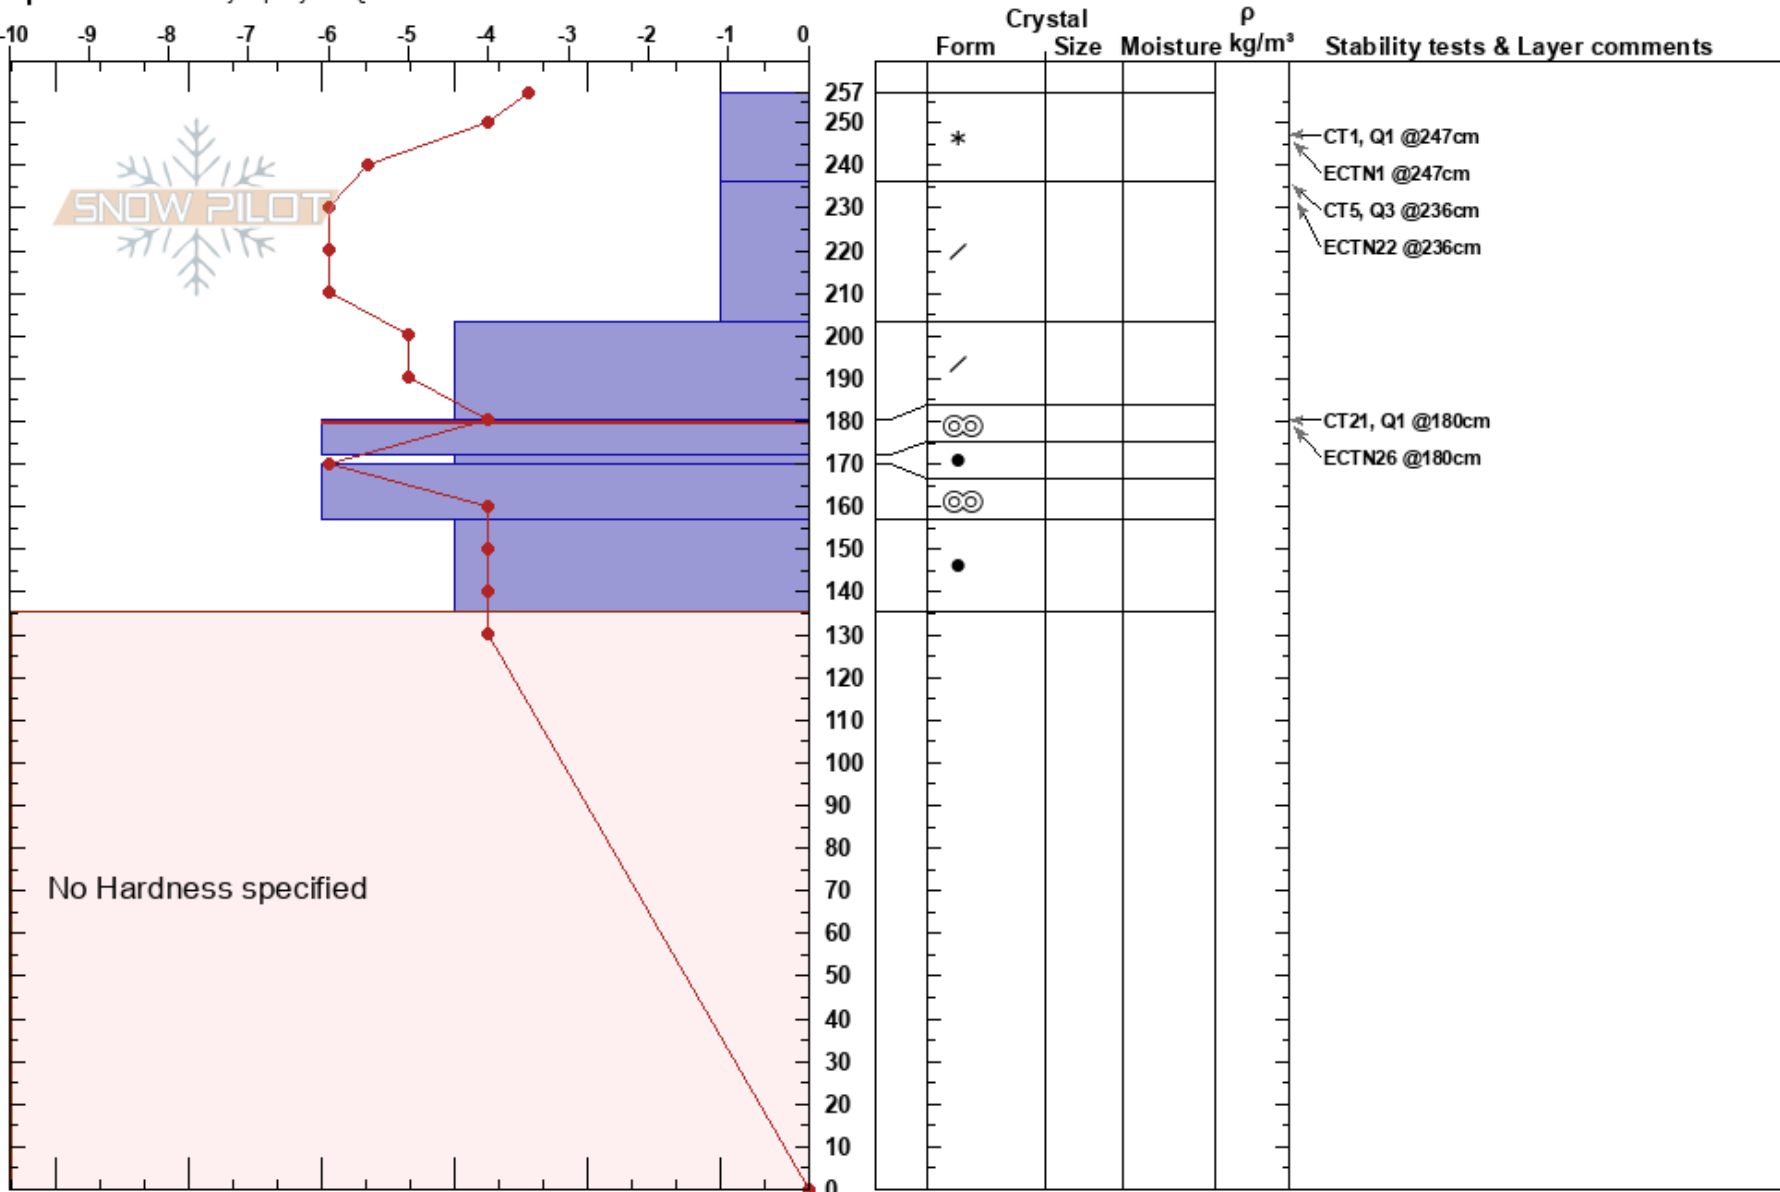 -10 -9 -8 -7 -6 -5 -4 -3 -2 -1 0
Crystal
ρ
Form Size Moisture kg/m³ Stability tests & Layer comments
257
250
240
230
220
210
200
190
180
170
160
150
140
130
120
110
100
90
80
70
60
50
40
30
20
10
0
SNOW PILOT
CT1, Q1 @247cm
ECTN1 @247cm
CT5, Q3 @236cm
ECTN22 @236cm
CT21, Q1 @180cm
ECTN26 @180cm
No Hardness specified